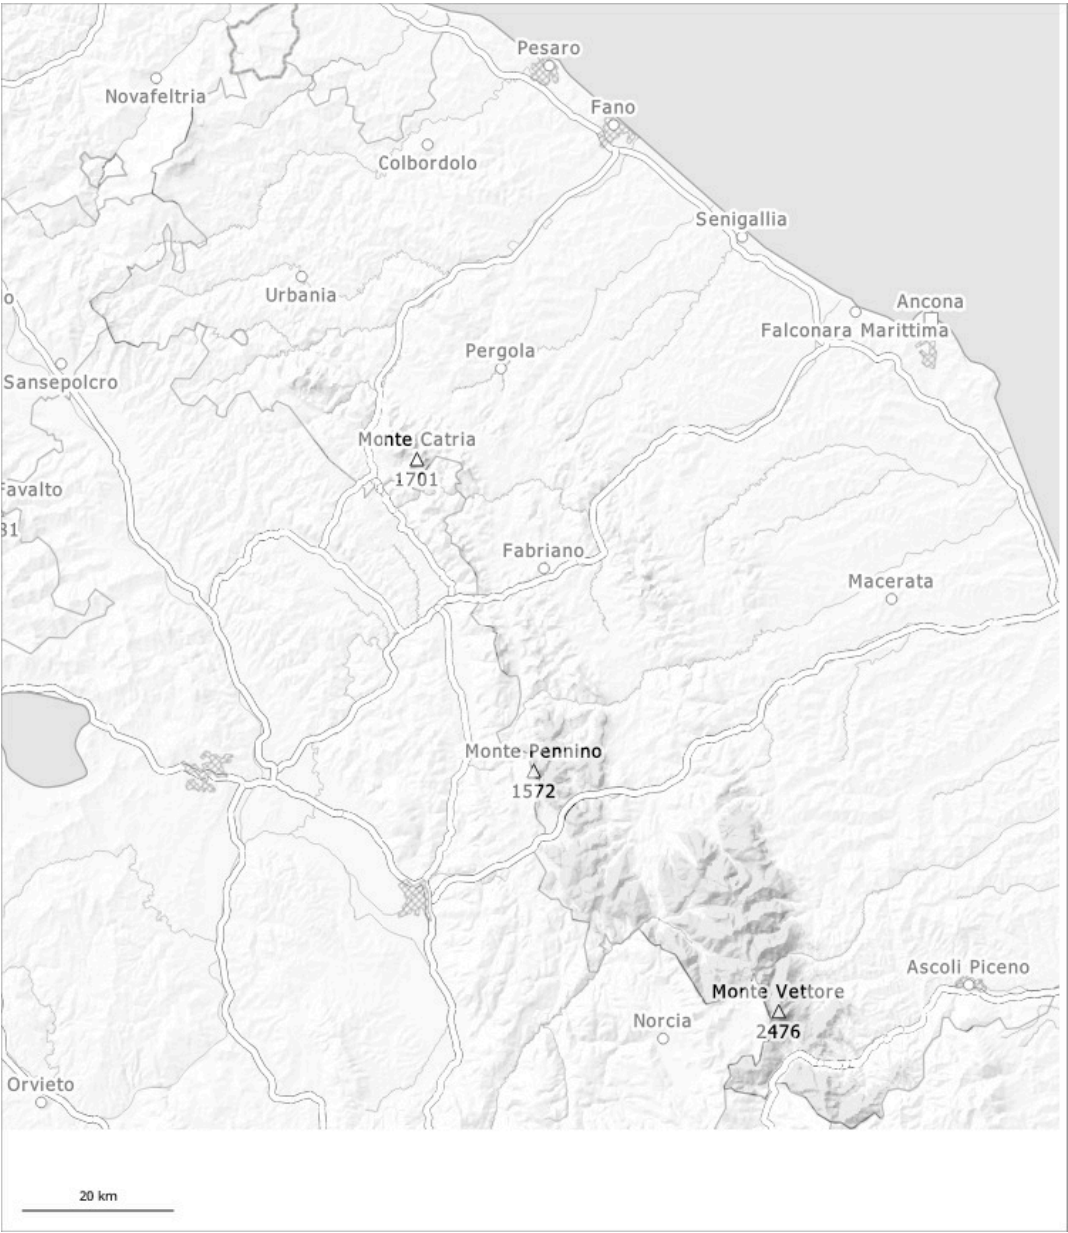 Pesaro
Novafeltria
Fano
Colbordolo
Senigallia
Urbania
Ancona
Falconara Marittima
Pergola
Sansepolcro
Monte Catria
1701
Favalto
31
Fabriano
Macerata
Monte Pennino
1572
Ascoli Piceno
Monte Vettore
2476
Norcia
Orvieto
20 km